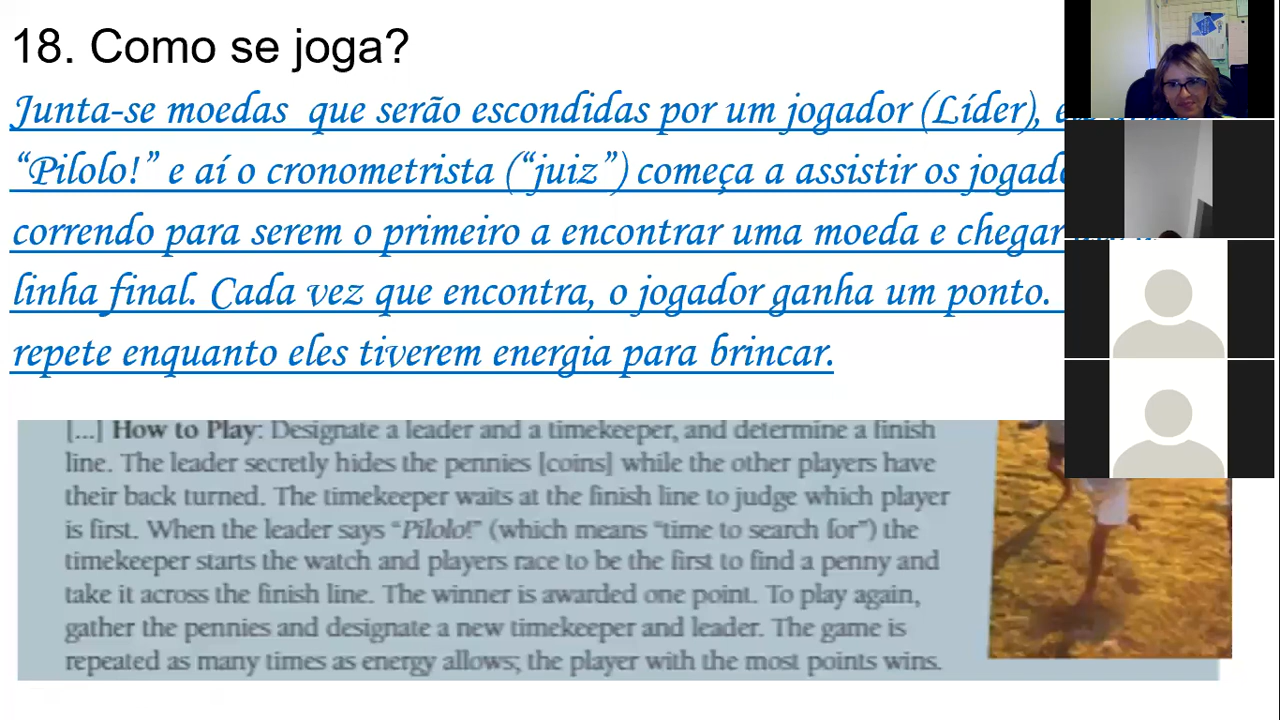 18. Como se joga?
Junta-se moedas que serão escondidas por um jogador (Líder),
“Pilolo!” e aí o cronometrista (“juiz”) começa a assistir os
correndo para serem o primeiro a encontrar uma moeda e chegar
linha final. Cada vez que encontra, o jogador ganha um ponto.
repete enquanto eles tiverem energia para brincar.
[...] How to Play: Designate a leader and a timekeeper, and determine a finish
line. The leader secretly hides the pennies [coins] while the other players have
their back turned. The timekeeper waits at the finish line to judge which player
is first. When the leader says “Pilolo!” (which means “time to search for”) the
timekeeper starts the watch and players race to be the first to find a penny and
take it across the finish line. The winner is awarded one point. To play again,
gather the pennies and designate a new timekeeper and leader. The game is
repeated as many times as energy allows; the player with the most points wins.